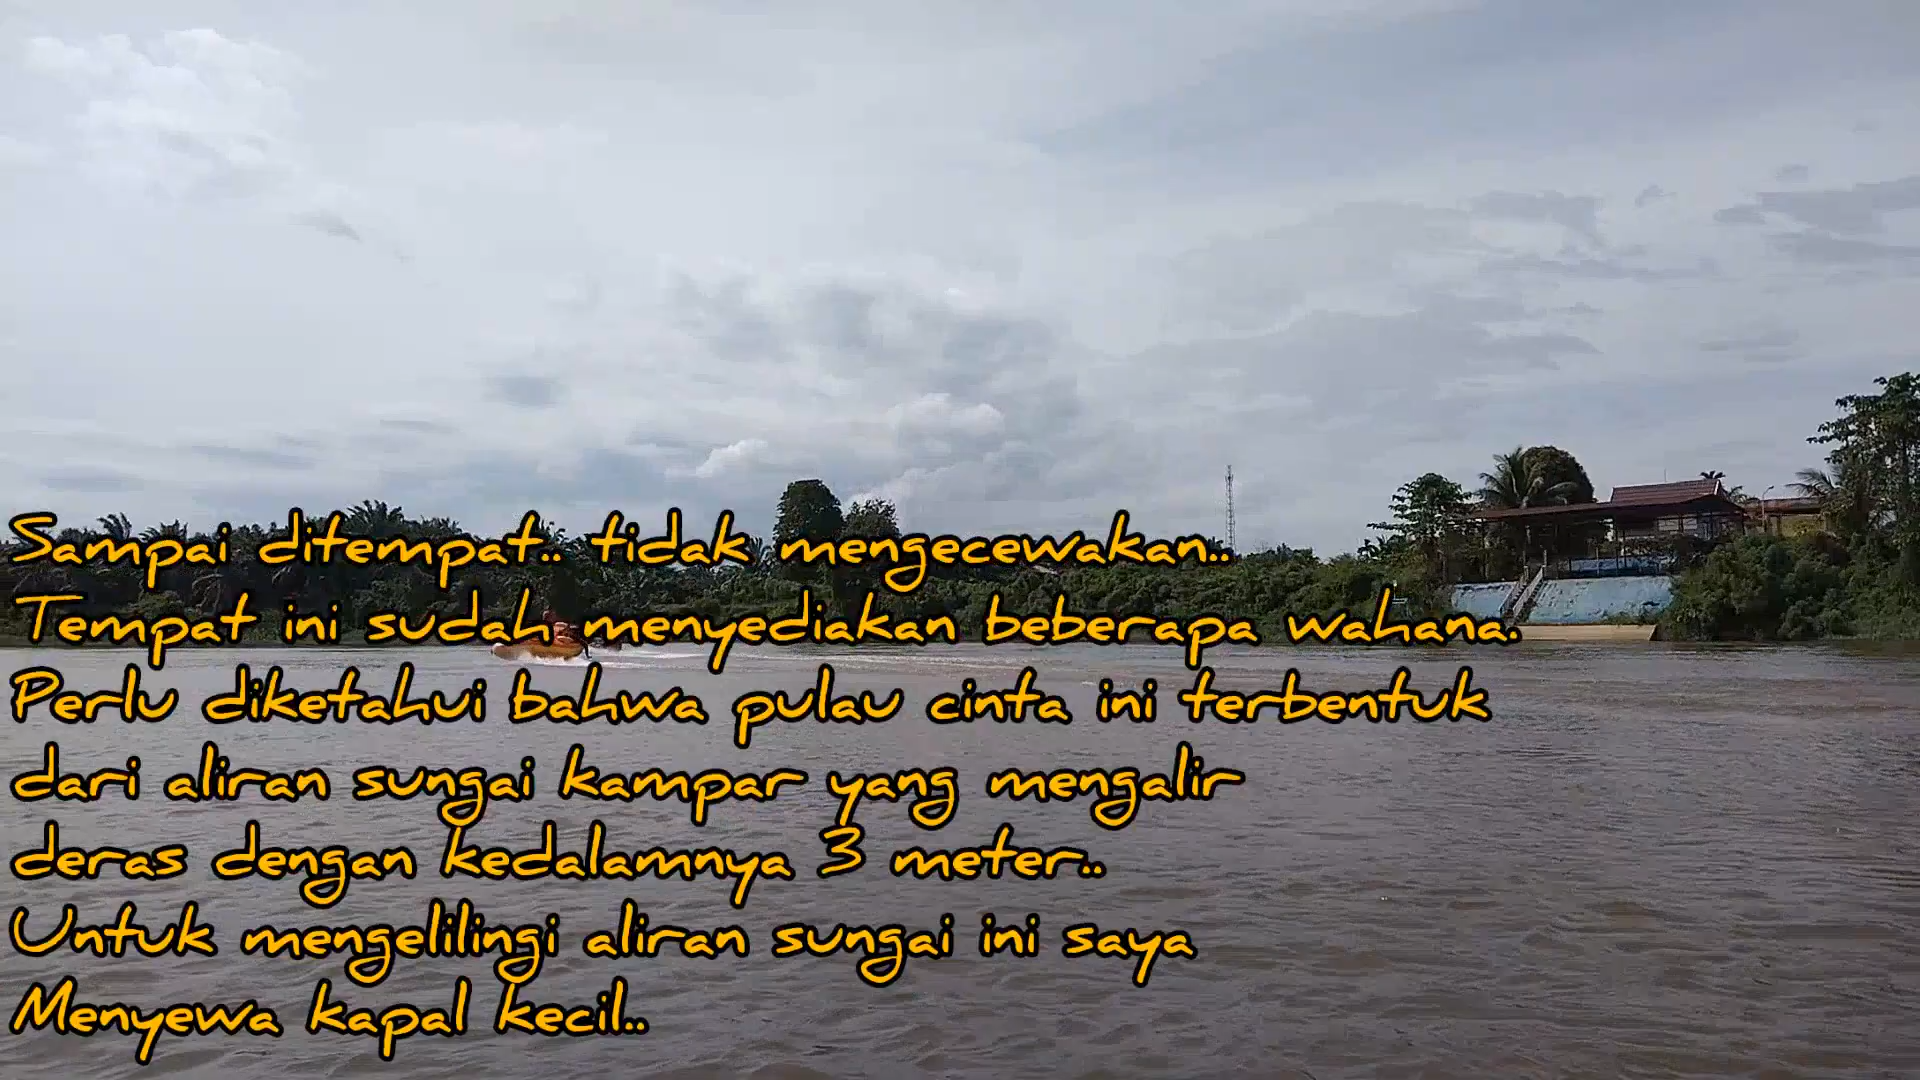 Sampai ditempat.. tidak mengecewakan..
Tempat ini sudah menyediakan beberapa wahana.
Perlu diketahui bahwa pulau cinta ini terbentuk
dari aliran sungai kampar yang mengalir
deras dengan kedalamnya 3 meter..
Untuk mengelilingi aliran sungai ini saya
Menyewa kapal kecil..